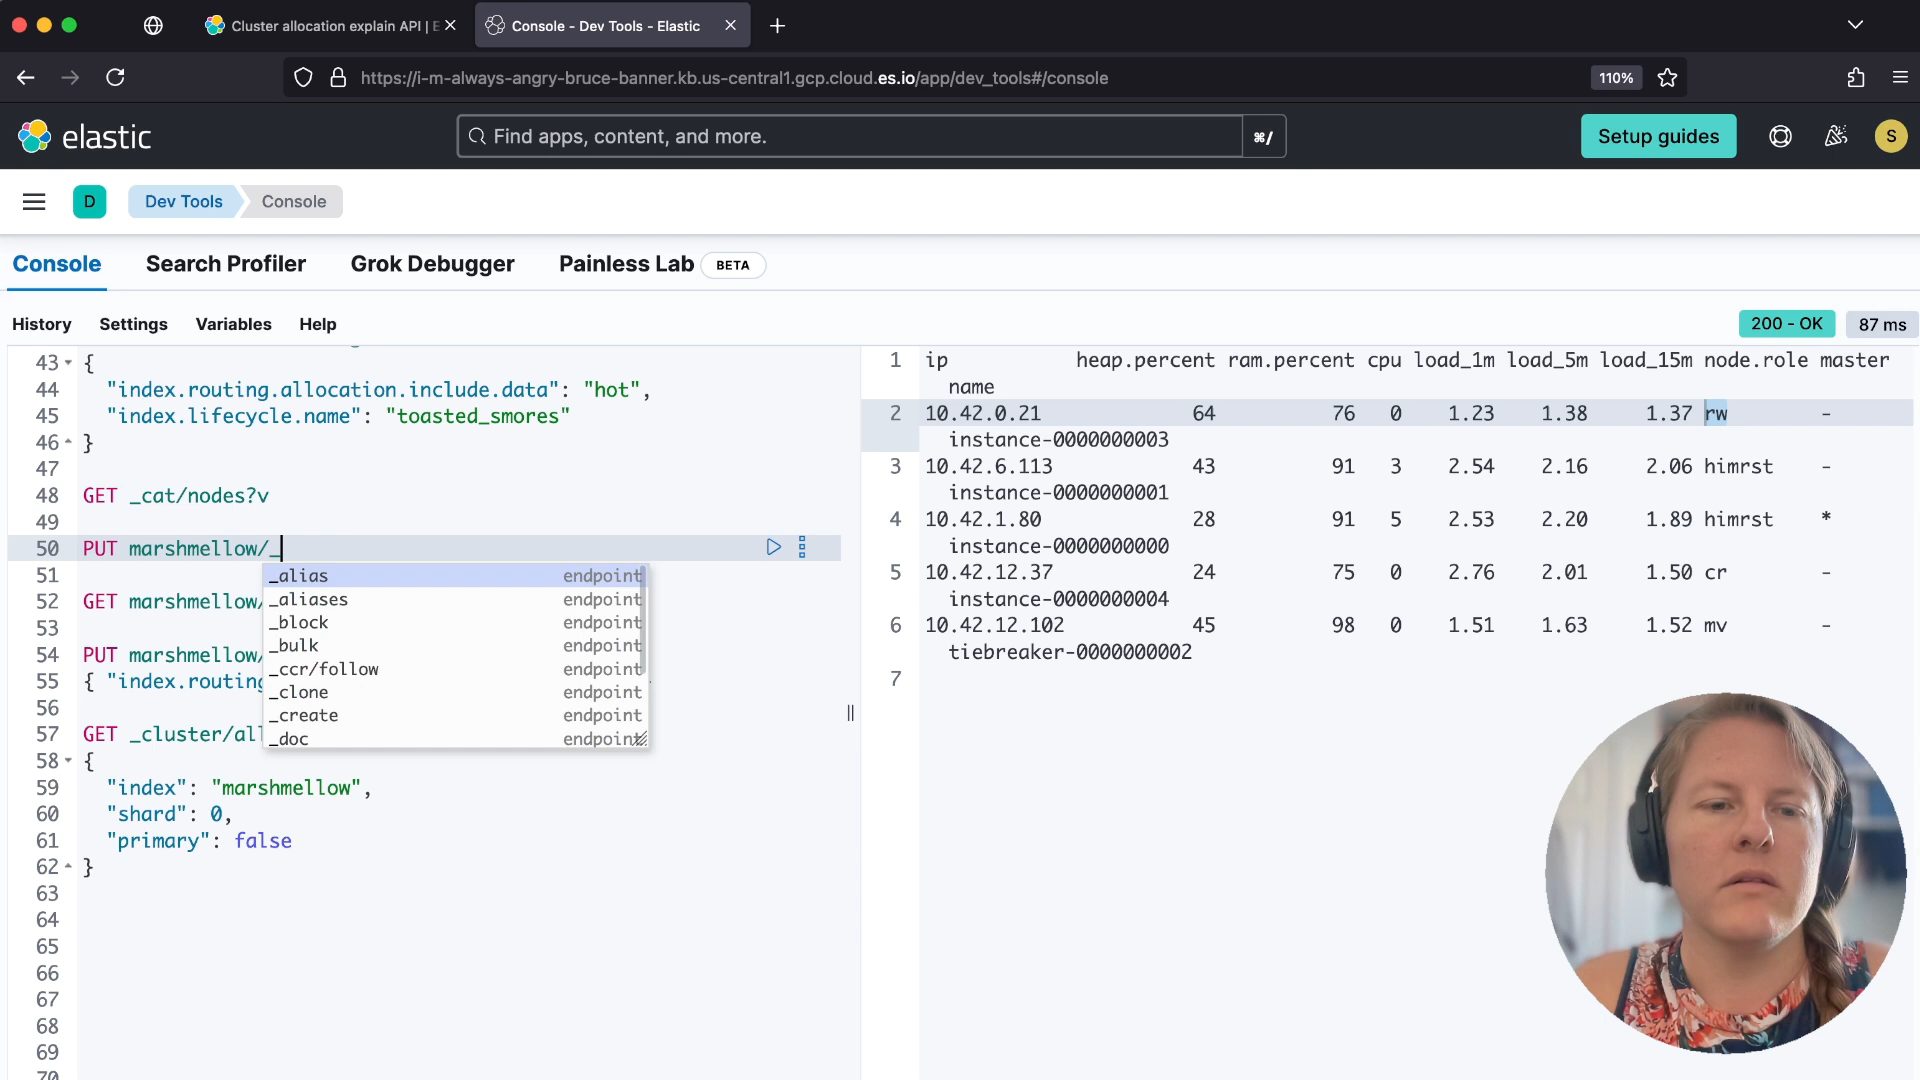 Cluster allocation explain API | E
Console - Dev Tools - Elastic
https://i-m-always-angry-bruce-banner.kb.us-central1.gcp.cloud.es.io/app/dev_tools#/console
110%
elastic
Find apps, content, and more.
⌘/
Setup guides
S
D
Dev Tools
Console
Console
Search Profiler
Grok Debugger
Painless Lab
BETA
History
Settings
Variables
Help
200 - OK
87 ms
43 {
44 "index.routing.allocation.include.data": "hot",
45 "index.lifecycle.name": "toasted_smores"
46 }
47
48 GET _cat/nodes?v
49
50 PUT marshmellow/_
51
52 GET marshmellow/
53
54 PUT marshmellow/
55 { "index.routing
56
57 GET _cluster/all
58 {
59 "index": "marshmellow",
60 "shard": 0,
61 "primary": false
62 }
63
64
65
66
67
68
69
70
_alias endpoint
_aliases endpoint
_block endpoint
_bulk endpoint
_ccr/follow endpoint
_clone endpoint
_create endpoint
_doc endpoint
1 ip heap.percent ram.percent cpu load_1m load_5m load_15m node.role master
name
2 10.42.0.21 64 76 0 1.23 1.38 1.37 rw -
instance-0000000003
3 10.42.6.113 43 91 3 2.54 2.16 2.06 himrst -
instance-0000000001
4 10.42.1.80 28 91 5 2.53 2.20 1.89 himrst *
instance-0000000000
5 10.42.12.37 24 75 0 2.76 2.01 1.50 cr -
instance-0000000004
6 10.42.12.102 45 98 0 1.51 1.63 1.52 mv -
tiebreaker-0000000002
7